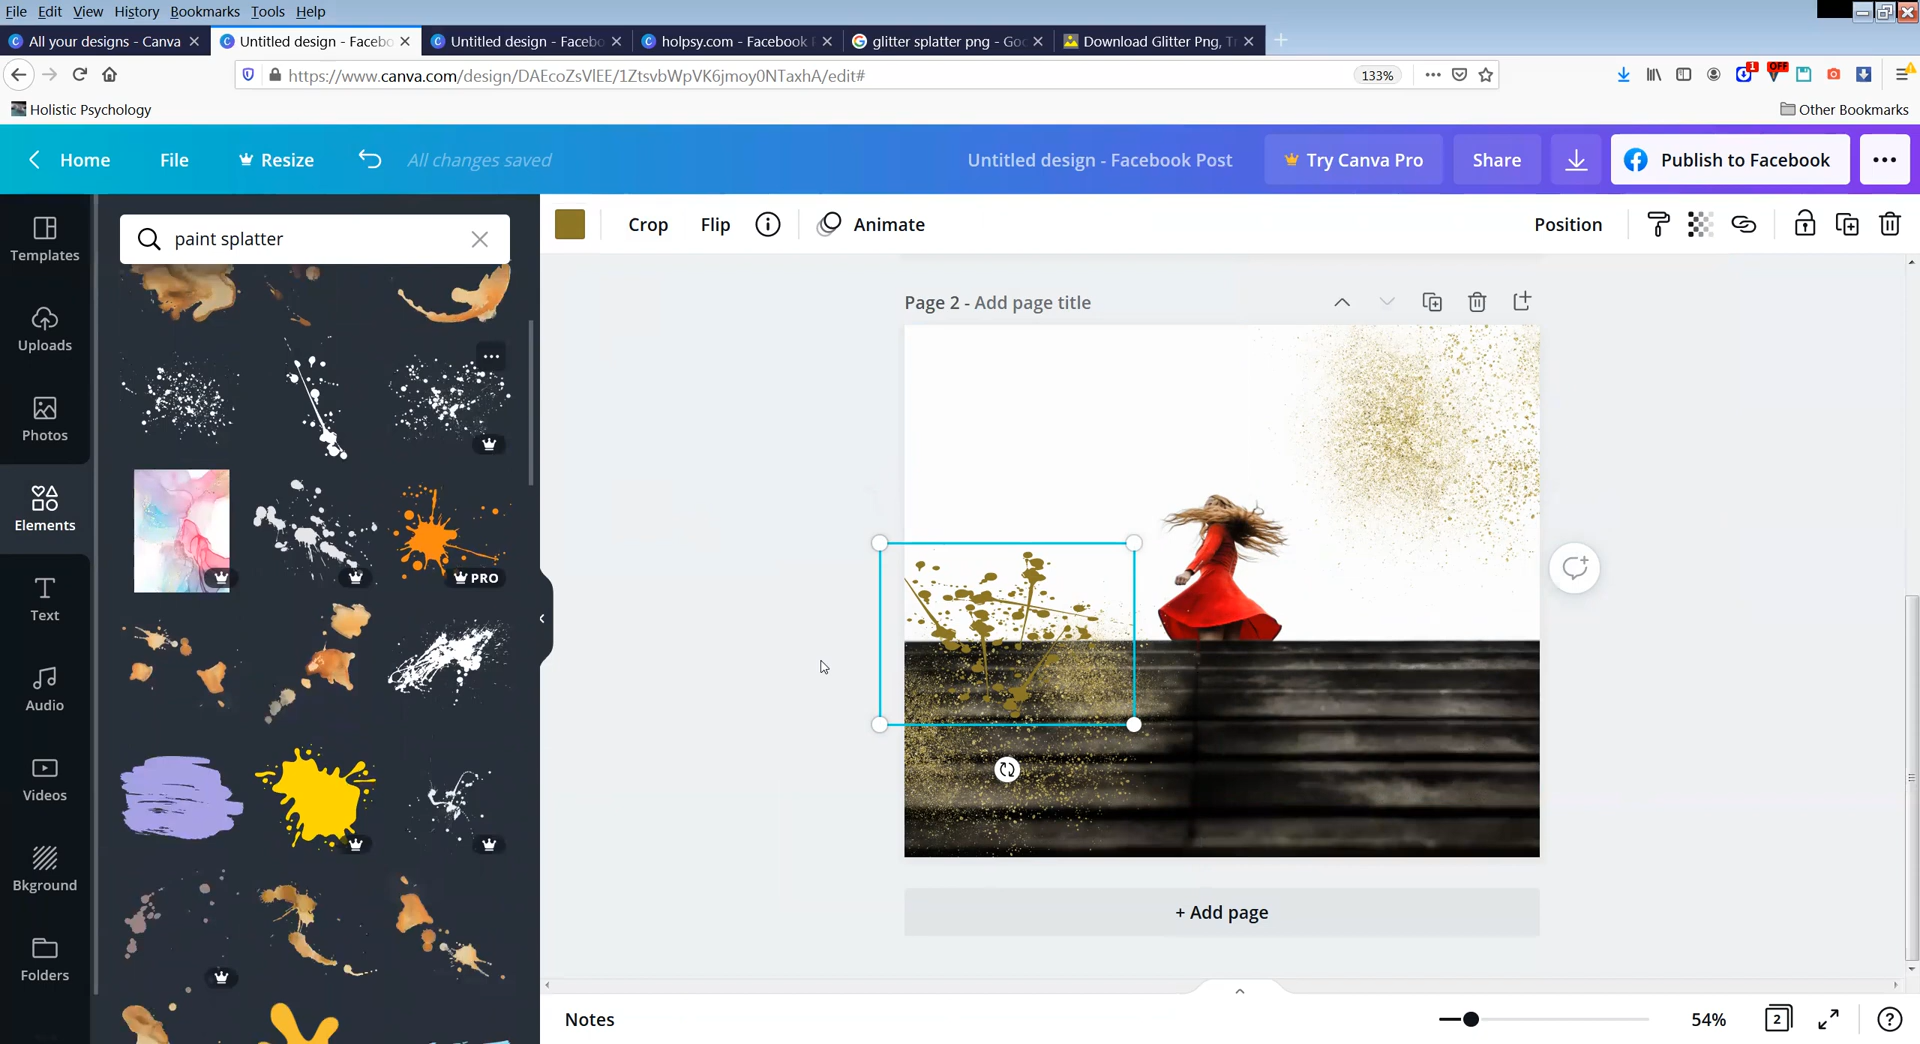 File Edit View History Bookmarks Tools Help
All your designs - Canva
Untitled design - Facebo
Untitled design - Facebo
holpsy.com - Facebook
glitter splatter png - Goo
Download Glitter Png, Tr
https://www.canva.com/design/DAEcoZsVlEE/1ZtsvbWpVK6jmoy0NTaxhA/edit#
133%
1
OFF
Holistic Psychology
Other Bookmarks
Home File Resize All changes saved
Untitled design - Facebook Post
Try Canva Pro
Share
Publish to Facebook
Templates
Uploads
Photos
Elements
Text
Audio
Videos
Bkground
Folders
paint splatter
PRO
Crop Flip Animate Position
Page 2 - Add page title
+ Add page
Notes
54%
2